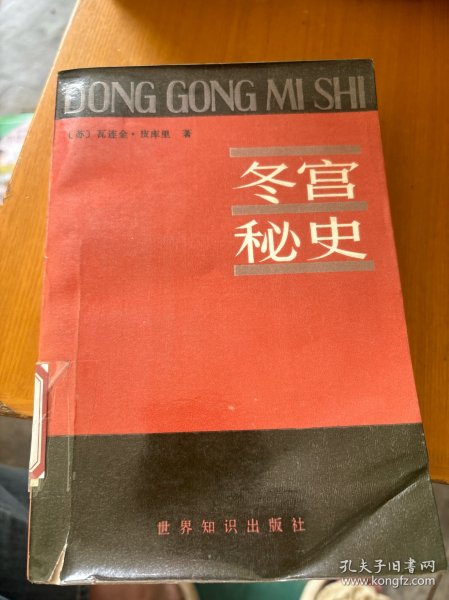 DONG GONG MI SHI
〔苏〕瓦连金·皮库里 著
冬宫
秘史
世界知识出版社
孔夫子旧书网
www.kongfz.com